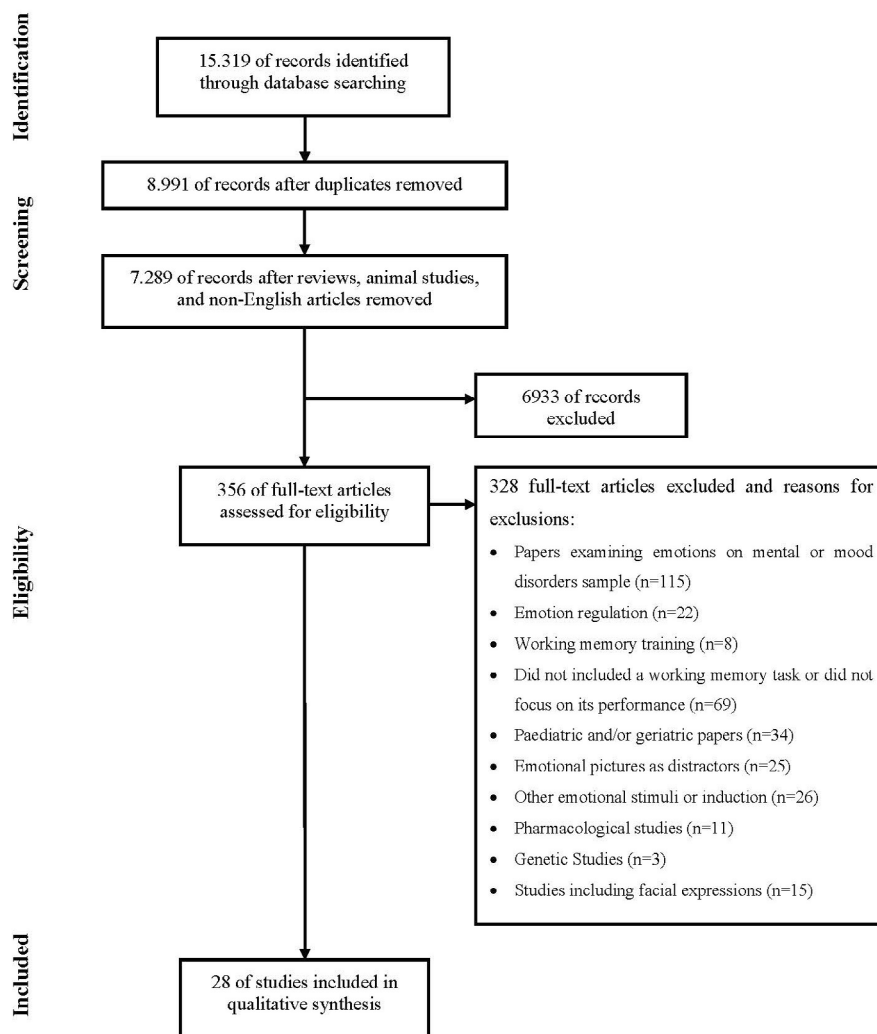 Identification
15.319 of records identified
through database searching
Screening
8.991 of records after duplicates removed
7.289 of records after reviews, animal studies,
and non-English articles removed
6933 of records
excluded
Eligibility
356 of full-text articles
assessed for eligibility
328 full-text articles excluded and reasons for
exclusions:
• Papers examining emotions on mental or mood
disorders sample (n=115)
• Emotion regulation (n=22)
• Working memory training (n=8)
• Did not included a working memory task or did not
focus on its performance (n=69)
• Paediatric and/or geriatric papers (n=34)
• Emotional pictures as distractors (n=25)
• Other emotional stimuli or induction (n=26)
• Pharmacological studies (n=11)
• Genetic Studies (n=3)
• Studies including facial expressions (n=15)
Included
28 of studies included in
qualitative synthesis